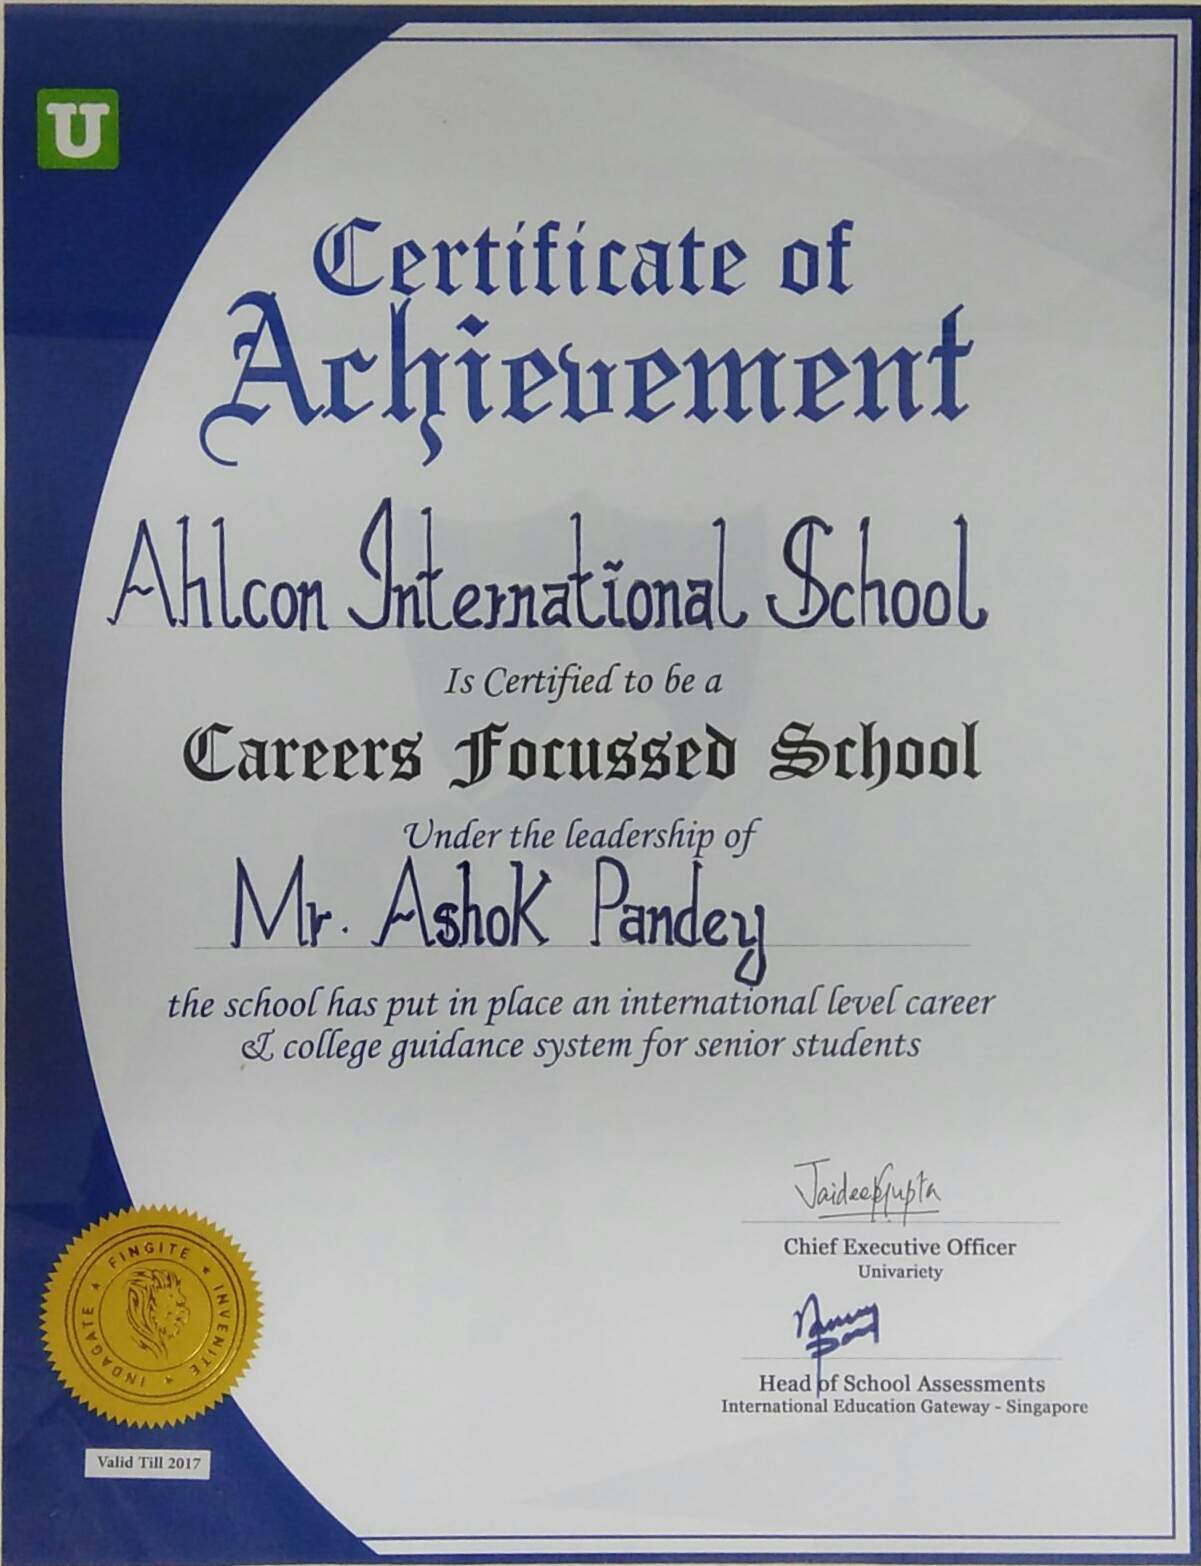 U
Certificate of
Achievement
Ahlcon International School
Is Certified to be a
Careers Focussed School
Under the leadership of
Mr. Ashok Pandey
the school has put in place an international level career
& college guidance system for senior students
Jaideep Gupta
Chief Executive Officer
Univariety
Head of School Assessments
International Education Gateway - Singapore
FINGITE ★ INVENITE ★ INDAGATE ★
Valid Till 2017